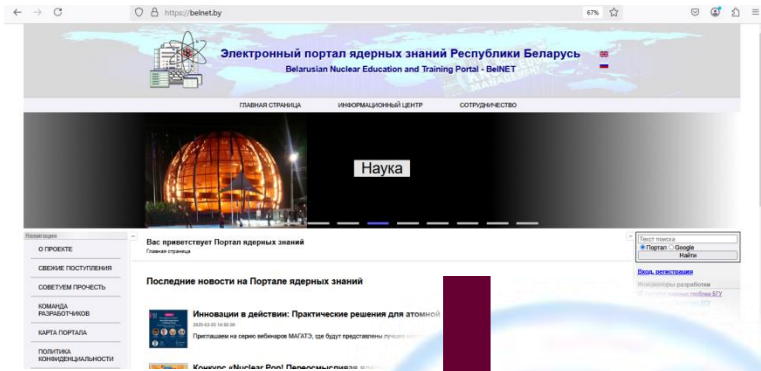 https://belnet.by
67%
Электронный портал ядерных знаний Республики Беларусь
Belarusian Nuclear Education and Training Portal - BelNET
ГЛАВНАЯ СТРАНИЦА ИНФОРМАЦИОННЫЙ ЦЕНТР СОТРУДНИЧЕСТВО
Наука
Навигация
О ПРОЕКТЕ
СВЕЖИЕ ПОСТУПЛЕНИЯ
СОВЕТУЕМ ПРОЧЕСТЬ
КОМАНДА
РАЗРАБОТЧИКОВ
КАРТА ПОРТАЛА
ПОЛИТИКА
КОНФИДЕНЦИАЛЬНОСТИ
Вас приветствует Портал ядерных знаний
Главная страница
Последние новости на Портале ядерных знаний
Инновации в действии: Практические решения для атомной
Приглашаем на серию вебинаров МАГАТЭ, где будут представлены лучшие
Конкурс «Nuclear Pop! Переосмысливая
Текст поиска
Портал Google
Найти
Вход, регистрация
Инициаторы разработки